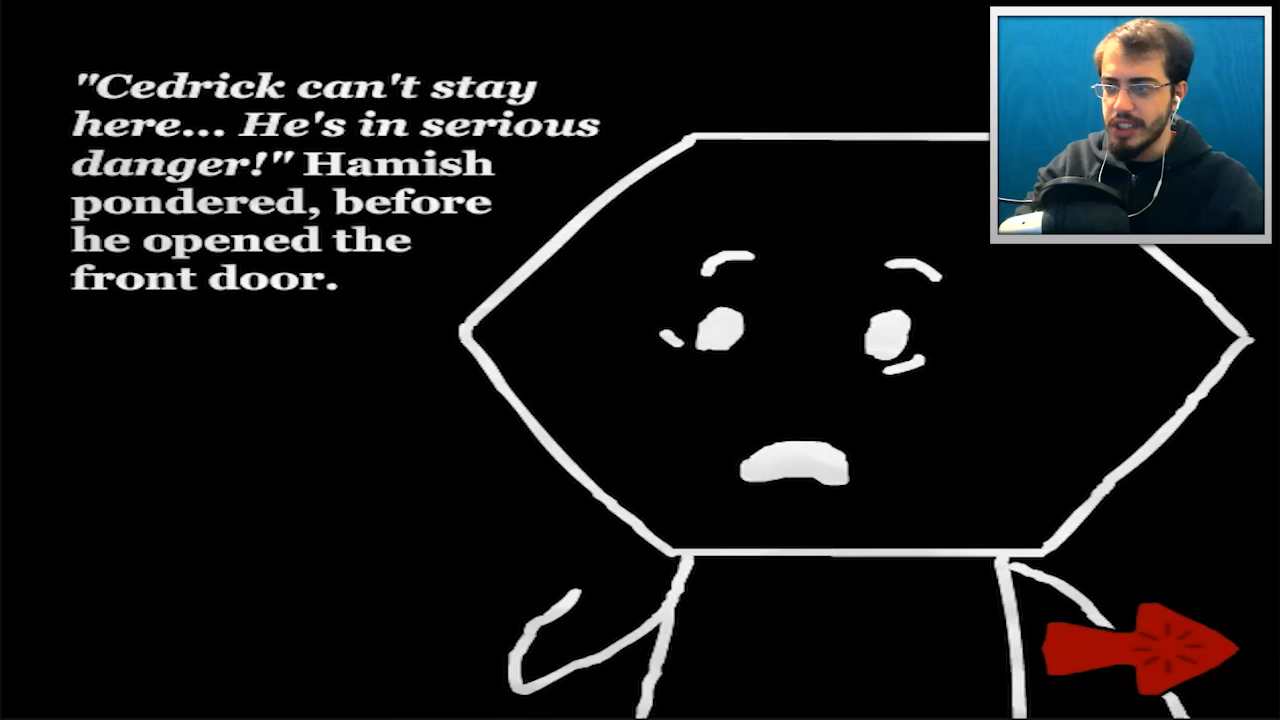 "Cedrick can't stay
here... He's in serious
danger!" Hamish
pondered, before
he opened the
front door.